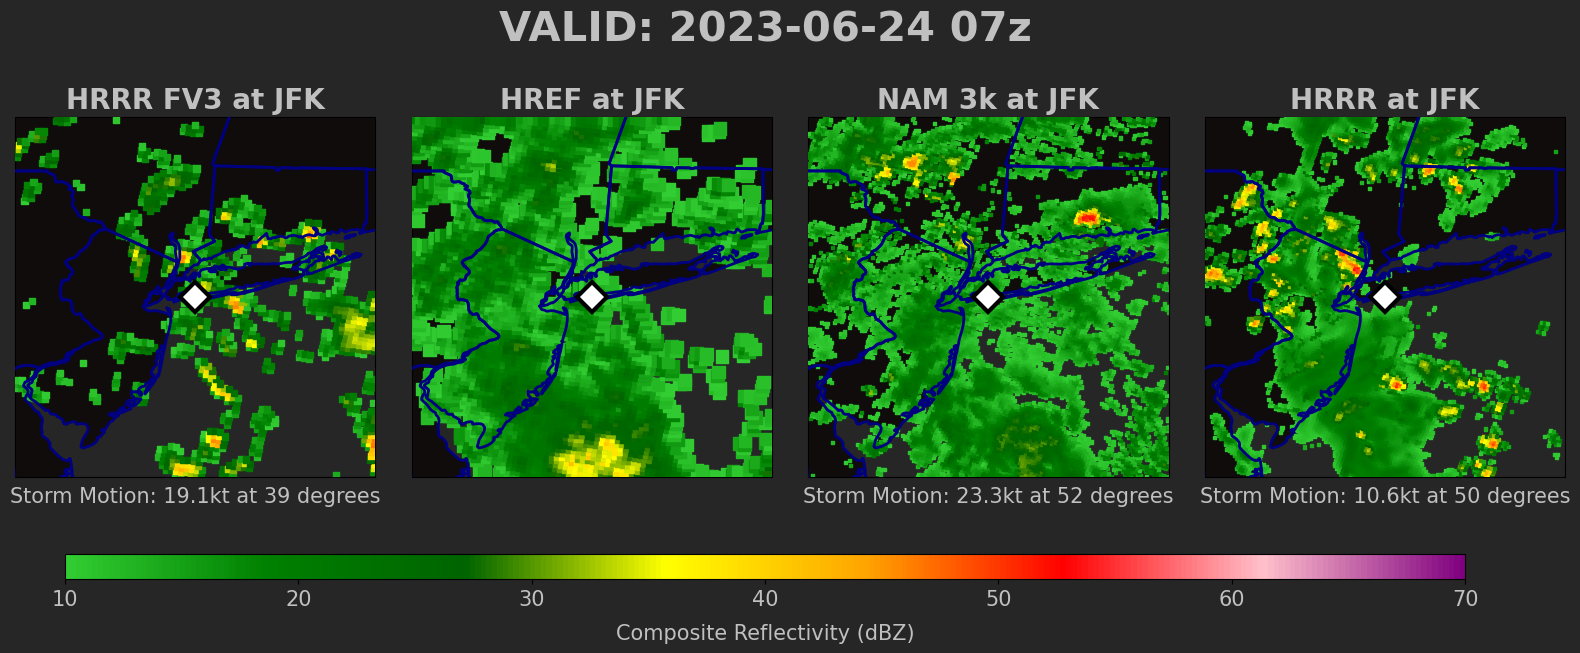 VALID: 2023-06-24 07z
HRRR FV3 at JFK
HREF at JFK
NAM 3k at JFK
HRRR at JFK
Storm Motion: 19.1kt at 39 degrees
Storm Motion: 23.3kt at 52 degrees
Storm Motion: 10.6kt at 50 degrees
10 20 30 40 50 60 70
Composite Reflectivity (dBZ)